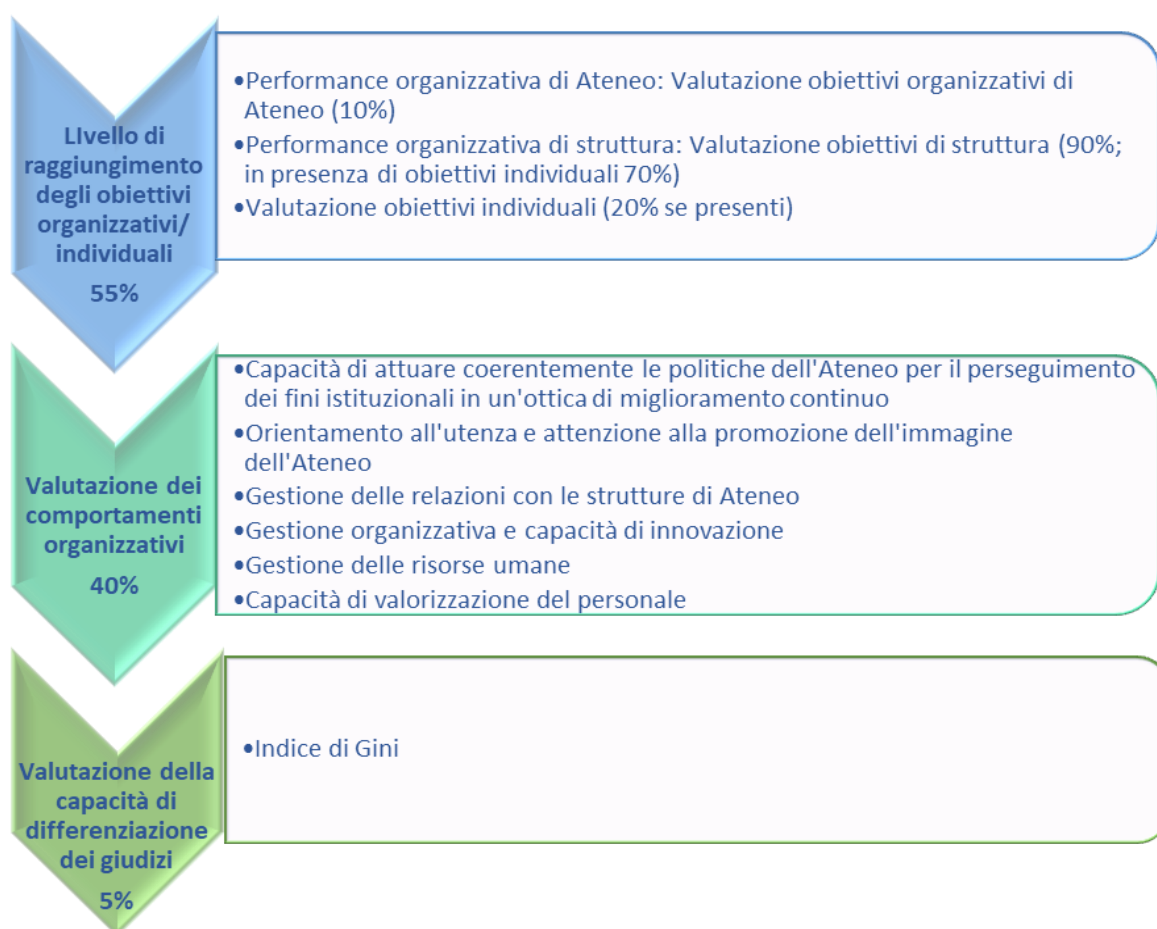 LIvello di
raggiungimento
degli obiettivi
organizzativi/
individuali
55%
•Performance organizzativa di Ateneo: Valutazione obiettivi organizzativi di
Ateneo (10%)
•Performance organizzativa di struttura: Valutazione obiettivi di struttura (90%;
in presenza di obiettivi individuali 70%)
•Valutazione obiettivi individuali (20% se presenti)
Valutazione dei
comportamenti
organizzativi
40%
•Capacità di attuare coerentemente le politiche dell'Ateneo per il perseguimento
dei fini istituzionali in un'ottica di miglioramento continuo
•Orientamento all'utenza e attenzione alla promozione dell'immagine
dell'Ateneo
•Gestione delle relazioni con le strutture di Ateneo
•Gestione organizzativa e capacità di innovazione
•Gestione delle risorse umane
•Capacità di valorizzazione del personale
Valutazione della
capacità di
differenziazione
dei giudizi
5%
•Indice di Gini